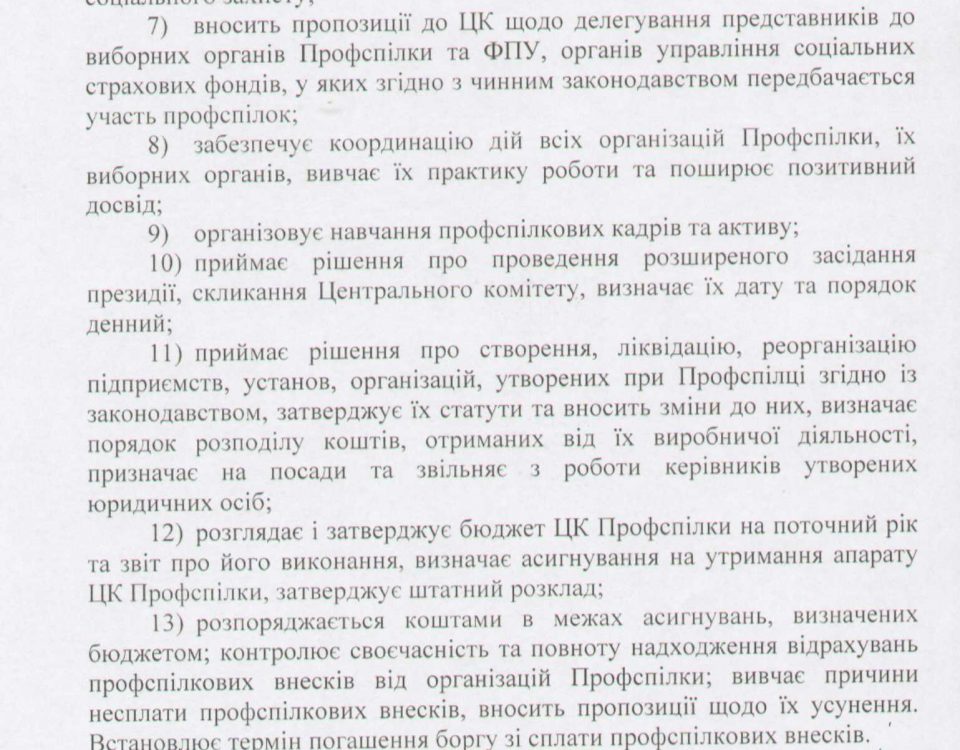 соціального захисту;
7) вносить пропозиції до ЦК щодо делегування представників до
виборних органів Профспілки та ФПУ, органів управління соціальних
страхових фондів, у яких згідно з чинним законодавством передбачається
участь профспілок;
8) забезпечує координацію дій всіх організацій Профспілки, їх
виборних органів, вивчає їх практику роботи та поширює позитивний
досвід;
9) організовує навчання профспілкових кадрів та активу;
10) приймає рішення про проведення розширеного засідання
президії, скликання Центрального комітету, визначає їх дату та порядок
денний;
11) приймає рішення про створення, ліквідацію, реорганізацію
підприємств, установ, організацій, утворених при Профспілці згідно із
законодавством, затверджує їх статути та вносить зміни до них, визначає
порядок розподілу коштів, отриманих від їх виробничої діяльності,
призначає на посади та звільняє з роботи керівників утворених
юридичних осіб;
12) розглядає і затверджує бюджет ЦК Профспілки на поточний рік
та звіт про його виконання, визначає асигнування на утримання апарату
ЦК Профспілки, затверджує штатний розклад;
13) розпоряджається коштами в межах асигнувань, визначених
бюджетом; контролює своєчасність та повноту надходження відрахувань
профспілкових внесків від організацій Профспілки; вивчає причини
несплати профспілкових внесків, вносить пропозиції щодо їх усунення.
Встановлює термін погашення боргу зі сплати профспілкових внесків.